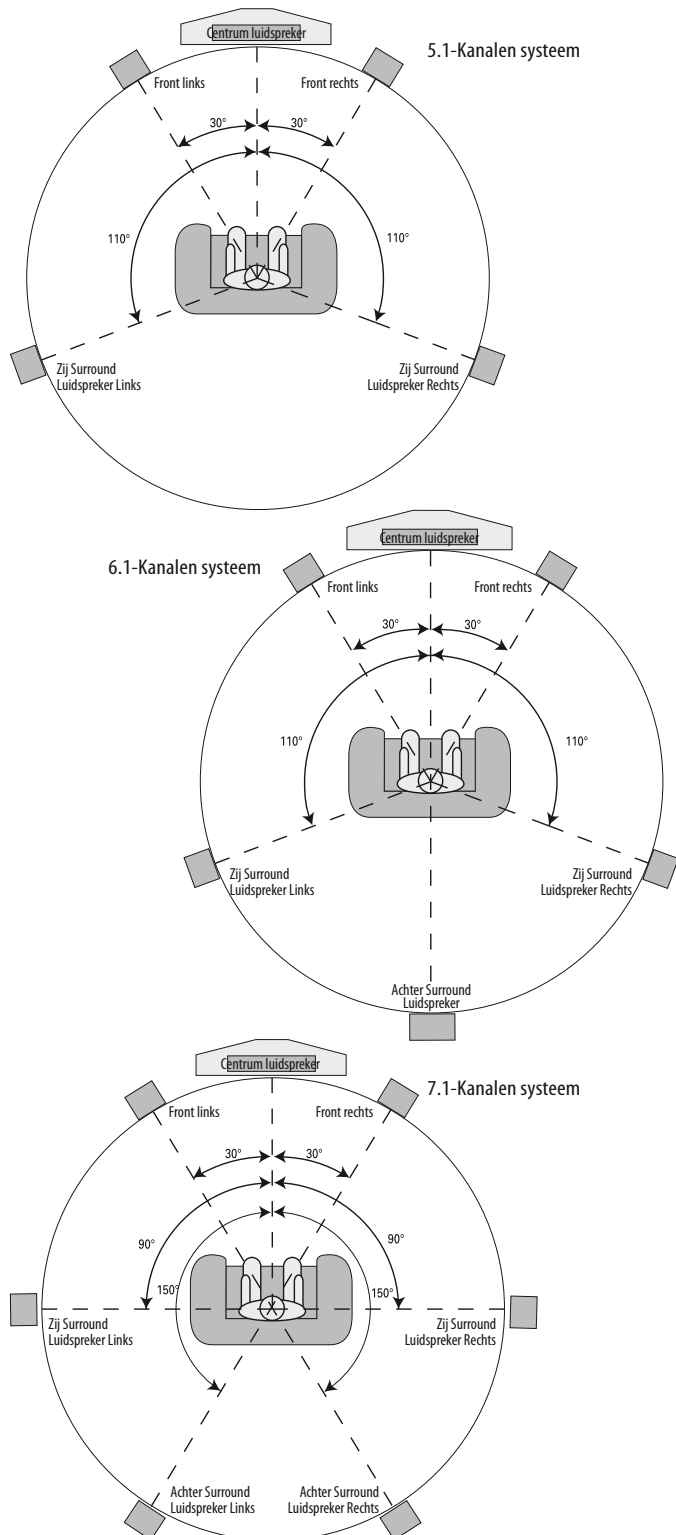 Centrum luidspreker
5.1-Kanalen systeem
Front links
Front rechts
30°
30°
110°
110°
Zij Surround
Luidspreker Links
Zij Surround
Luidspreker Rechts
Centrum luidspreker
6.1-Kanalen systeem
Front links
Front rechts
30°
30°
110°
110°
Zij Surround
Luidspreker Links
Zij Surround
Luidspreker Rechts
Achter Surround
Luidspreker
Centrum luidspreker
7.1-Kanalen systeem
Front links
Front rechts
30°
30°
90°
90°
150°
150°
Zij Surround
Luidspreker Links
Zij Surround
Luidspreker Rechts
Achter Surround
Luidspreker Links
Achter Surround
Luidspreker Rechts